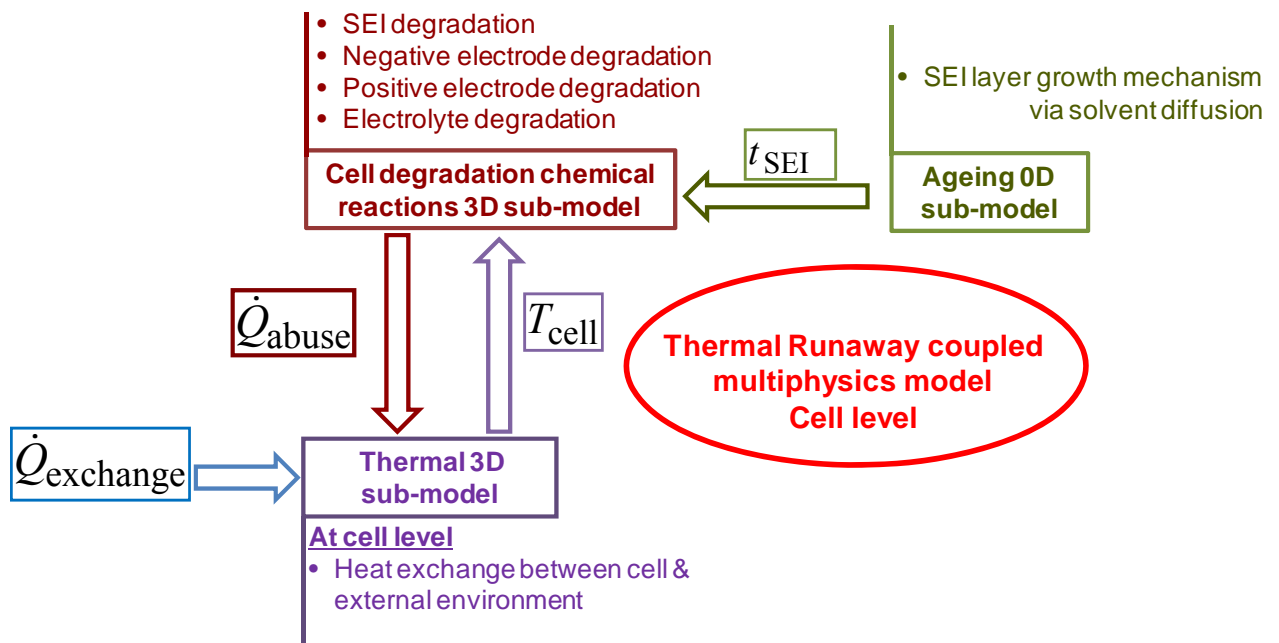 • SEI degradation
• Negative electrode degradation
• Positive electrode degradation
• Electrolyte degradation
• SEI layer growth mechanism
via solvent diffusion
Cell degradation chemical
reactions 3D sub-model
t_SEI
Ageing 0D
sub-model
Q̇_abuse
T_cell
Thermal Runaway coupled
multiphysics model
Cell level
Q̇_exchange
Thermal 3D
sub-model
At cell level
• Heat exchange between cell &
external environment